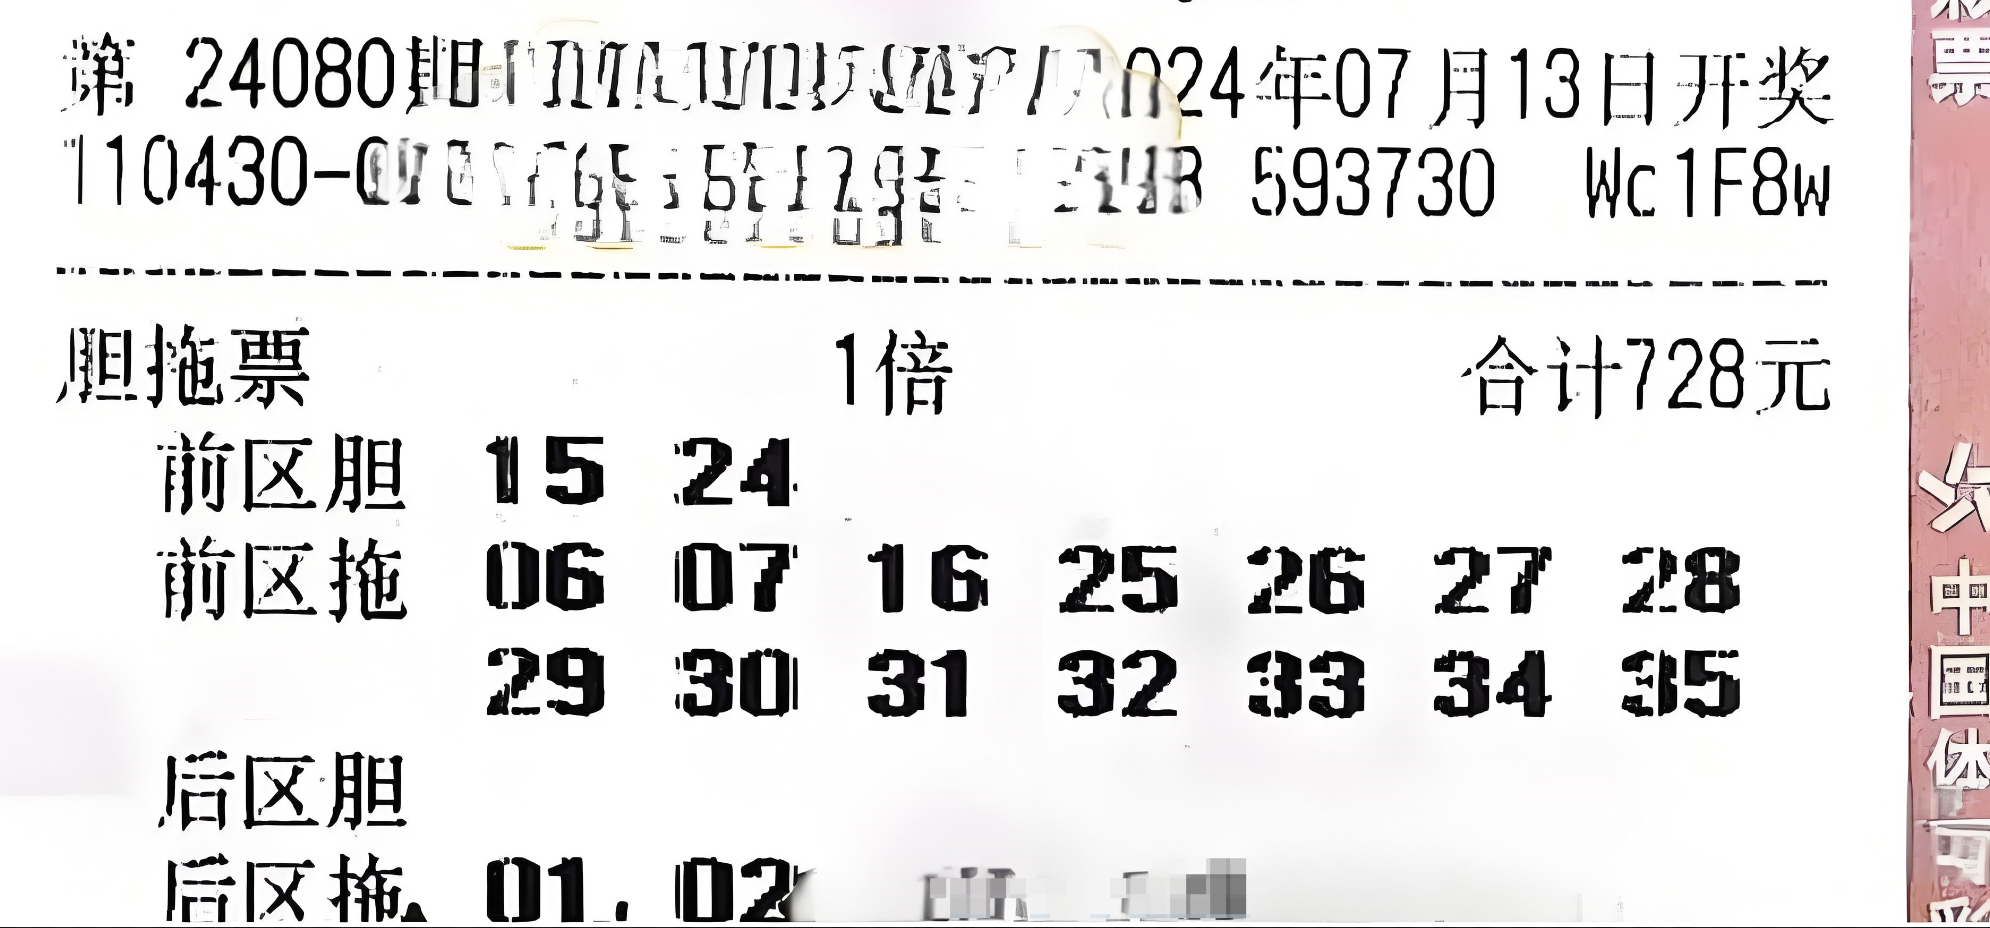 第 24080期 024年07月13日开奖
110430- 593730 Wc1F8w
胆拖票 1倍 合计728元
前区胆 15 24
前区拖 06 07 16 25 26 27 28
29 30 31 32 33 34 35
后区胆
后区拖 01 02
票
中
国
体